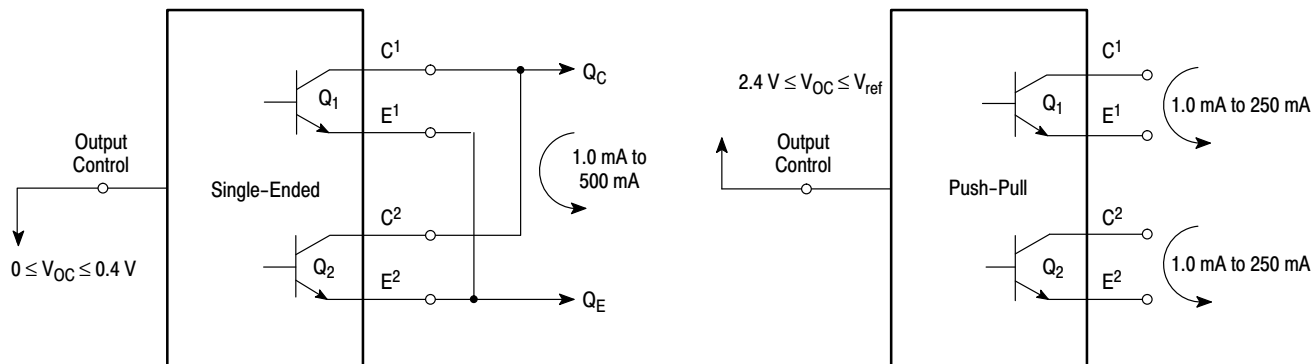 C1
Q1
E1
QC
Output
Control
Single-Ended
1.0 mA to
500 mA
C2
Q2
E2
QE
0 ≤ VOC ≤ 0.4 V
2.4 V ≤ VOC ≤ Vref
C1
Q1
E1
1.0 mA to 250 mA
Output
Control
Push-Pull
C2
Q2
E2
1.0 mA to 250 mA